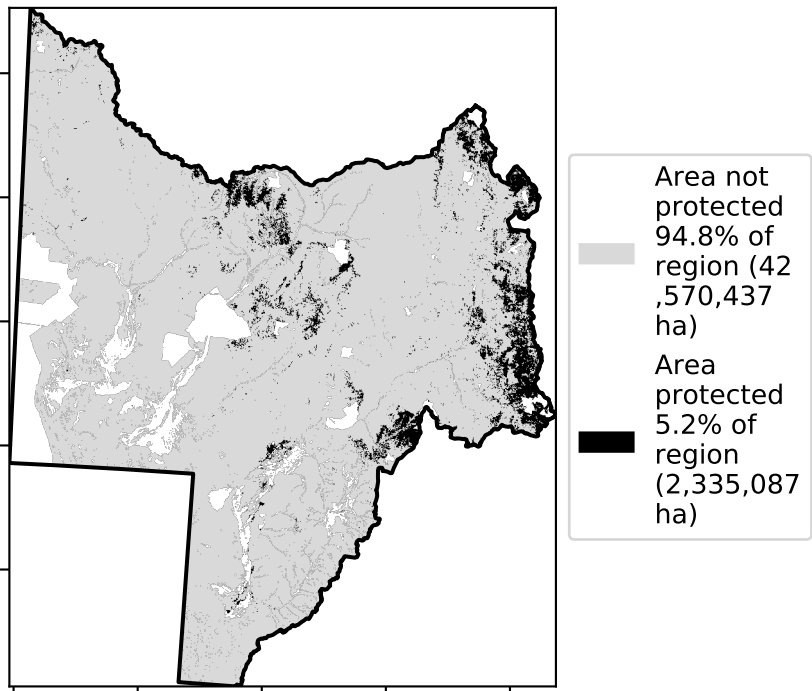 Area not
protected
94.8% of
region (42
,570,437
ha)
Area
protected
5.2% of
region
(2,335,087
ha)